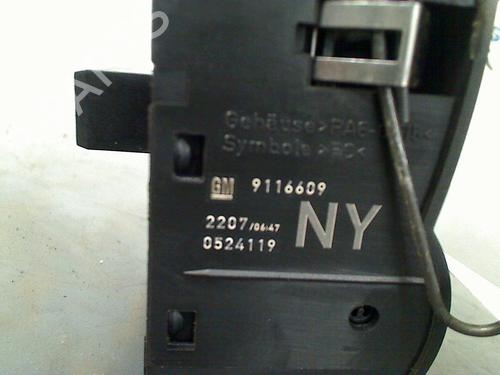 Gehäuse >PA6-
Symbole >PC<
GM 9116609
2207/06:47
0524119
NY